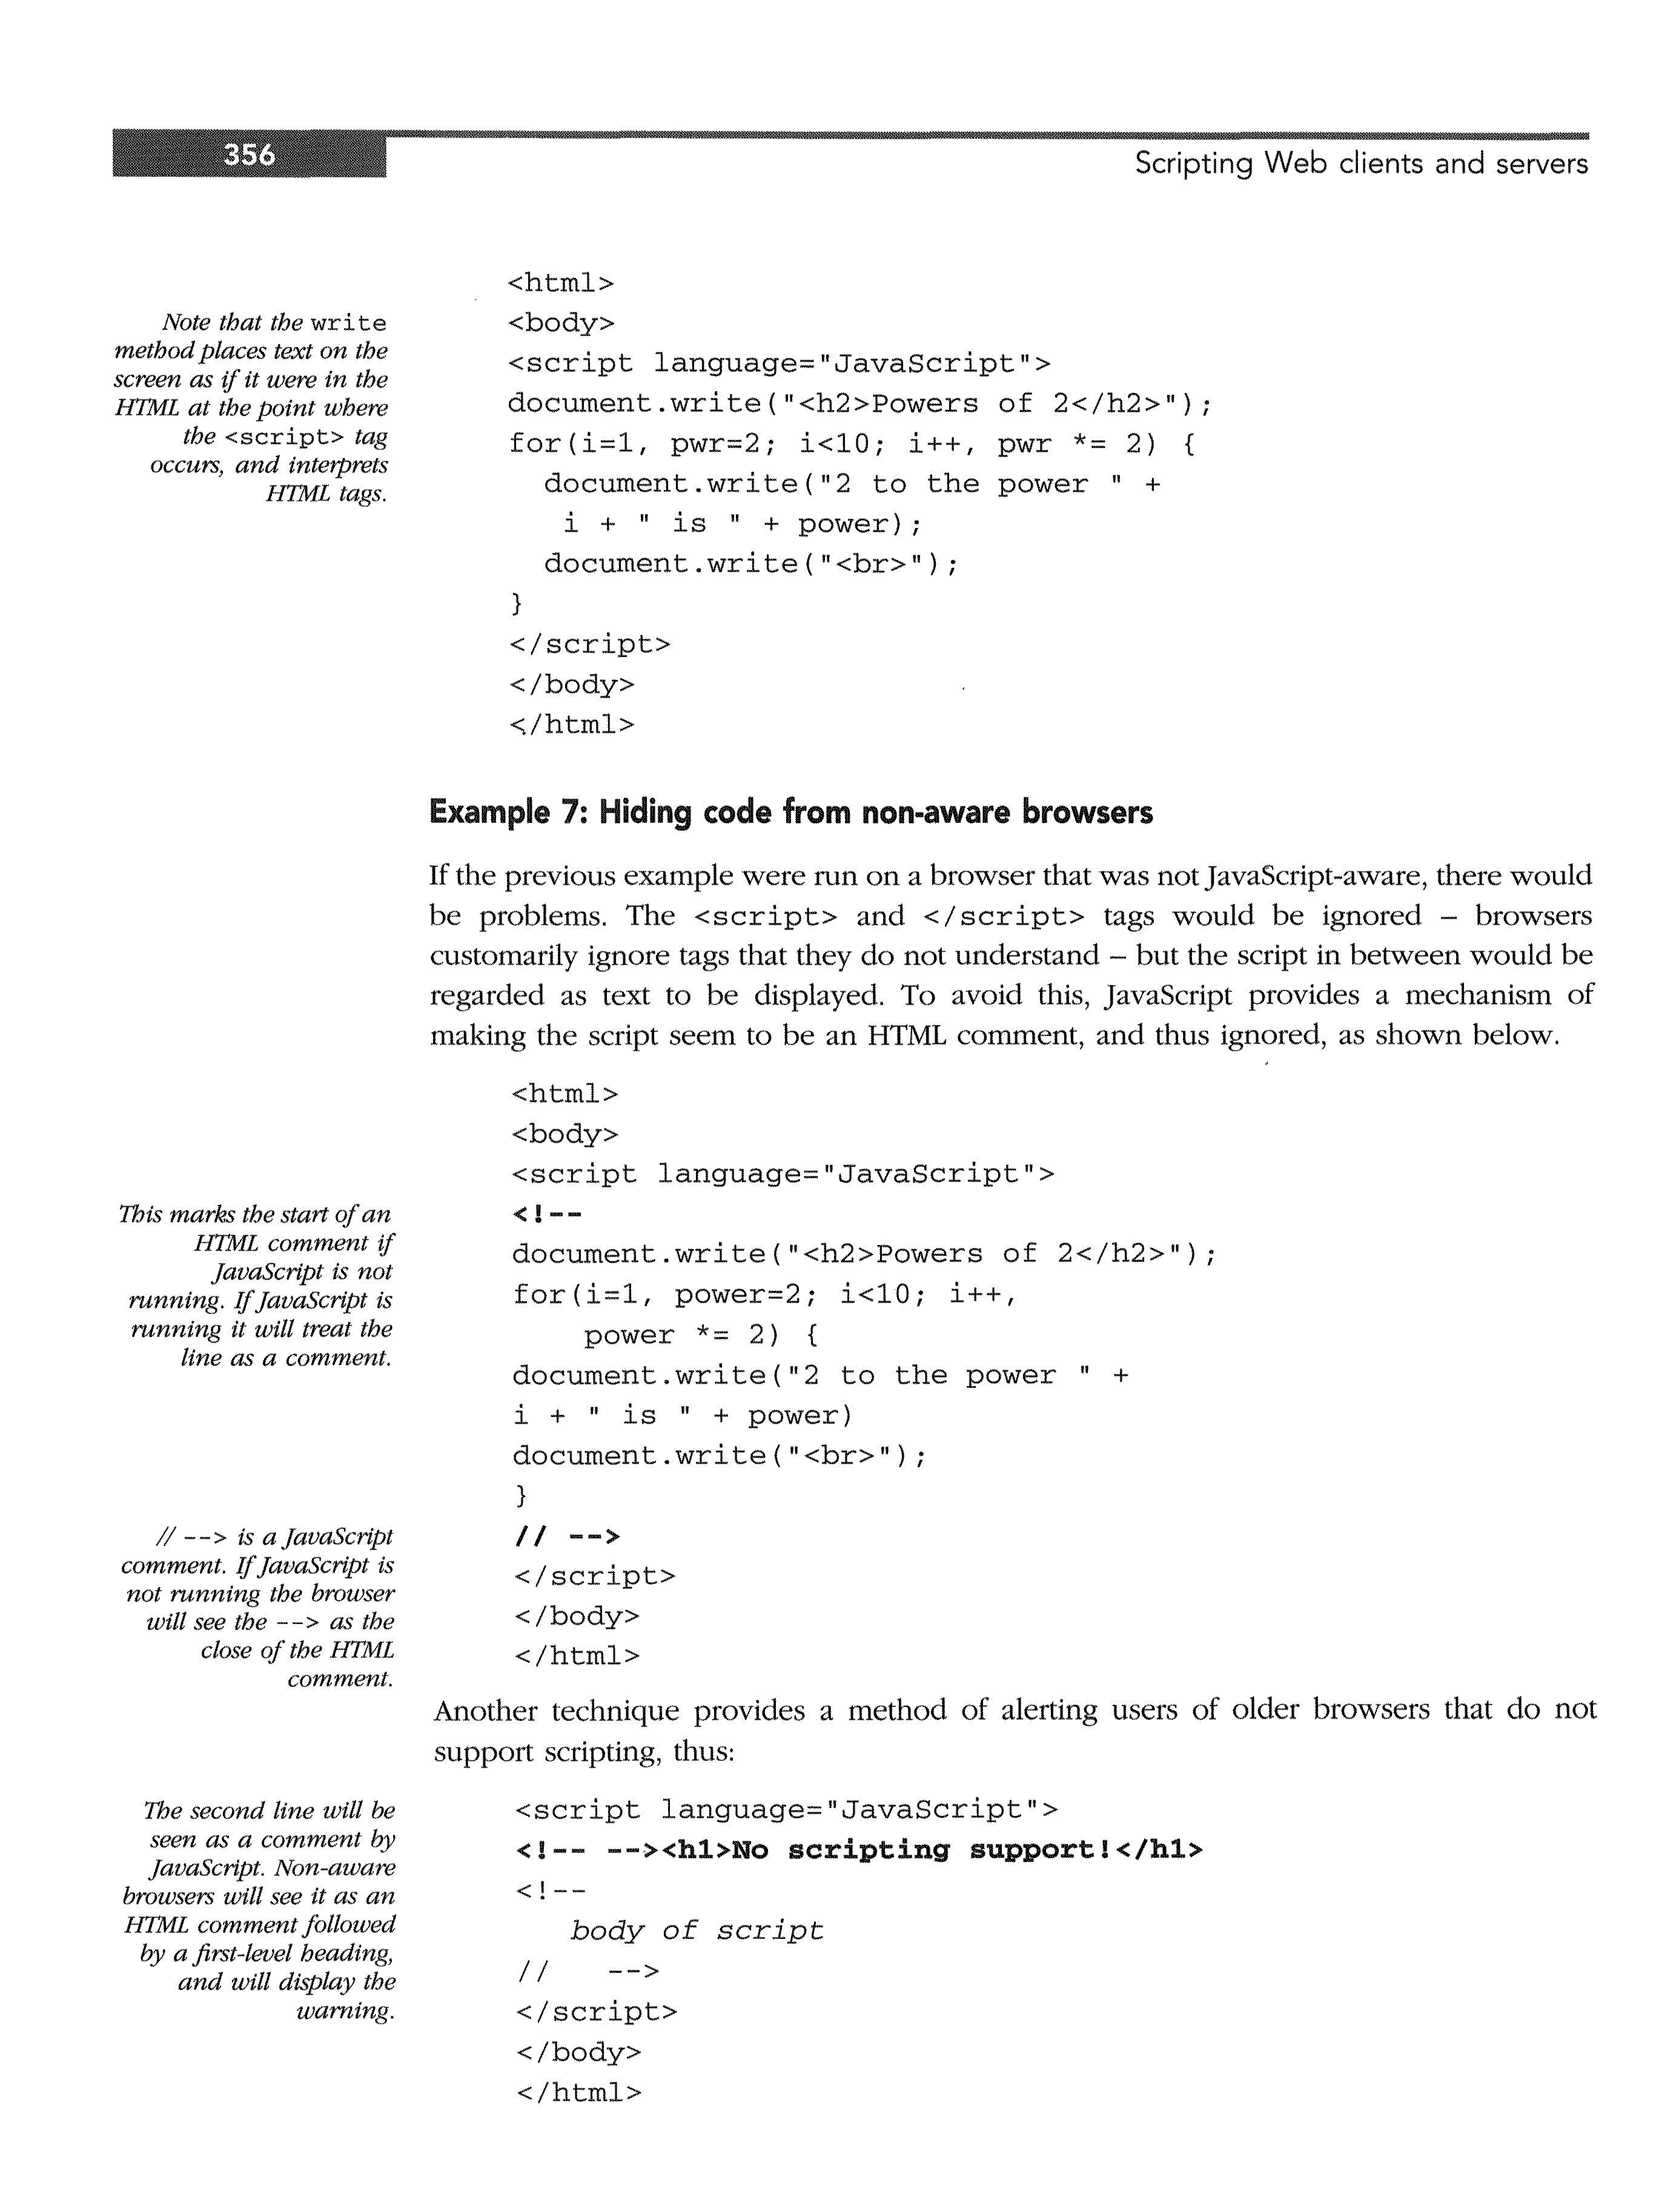 356
Scripting Web clients and servers
<html>
<body>
<script language="JavaScript">
document.write("<h2>Powers of 2</h2>");
for(i=1, pwr=2; i<10; i++, pwr *= 2) {
document.write("2 to the power " +
i + " is " + power);
document.write("<br>");
}
</script>
</body>
</html>
Note that the write
method places text on the
screen as if it were in the
HTML at the point where
the <script> tag
occurs, and interprets
HTML tags.
Example 7: Hiding code from non-aware browsers
If the previous example were run on a browser that was not JavaScript-aware, there would
be problems. The <script> and </script> tags would be ignored – browsers
customarily ignore tags that they do not understand – but the script in between would be
regarded as text to be displayed. To avoid this, JavaScript provides a mechanism of
making the script seem to be an HTML comment, and thus ignored, as shown below.
<html>
<body>
<script language="JavaScript">
<!--
document.write("<h2>Powers of 2</h2>");
for(i=1, power=2; i<10; i++,
power *= 2) {
document.write("2 to the power " +
i + " is " + power)
document.write("<br>");
}
// -->
</script>
</body>
</html>
This marks the start of an
HTML comment if
JavaScript is not
running. If JavaScript is
running it will treat the
line as a comment.
// --> is a JavaScript
comment. If JavaScript is
not running the browser
will see the --> as the
close of the HTML
comment.
Another technique provides a method of alerting users of older browsers that do not
support scripting, thus:
<script language="JavaScript">
<!-- --><h1>No scripting support!</h1>
<!--
body of script
// -->
</script>
</body>
</html>
The second line will be
seen as a comment by
JavaScript. Non-aware
browsers will see it as an
HTML comment followed
by a first-level heading,
and will display the
warning.